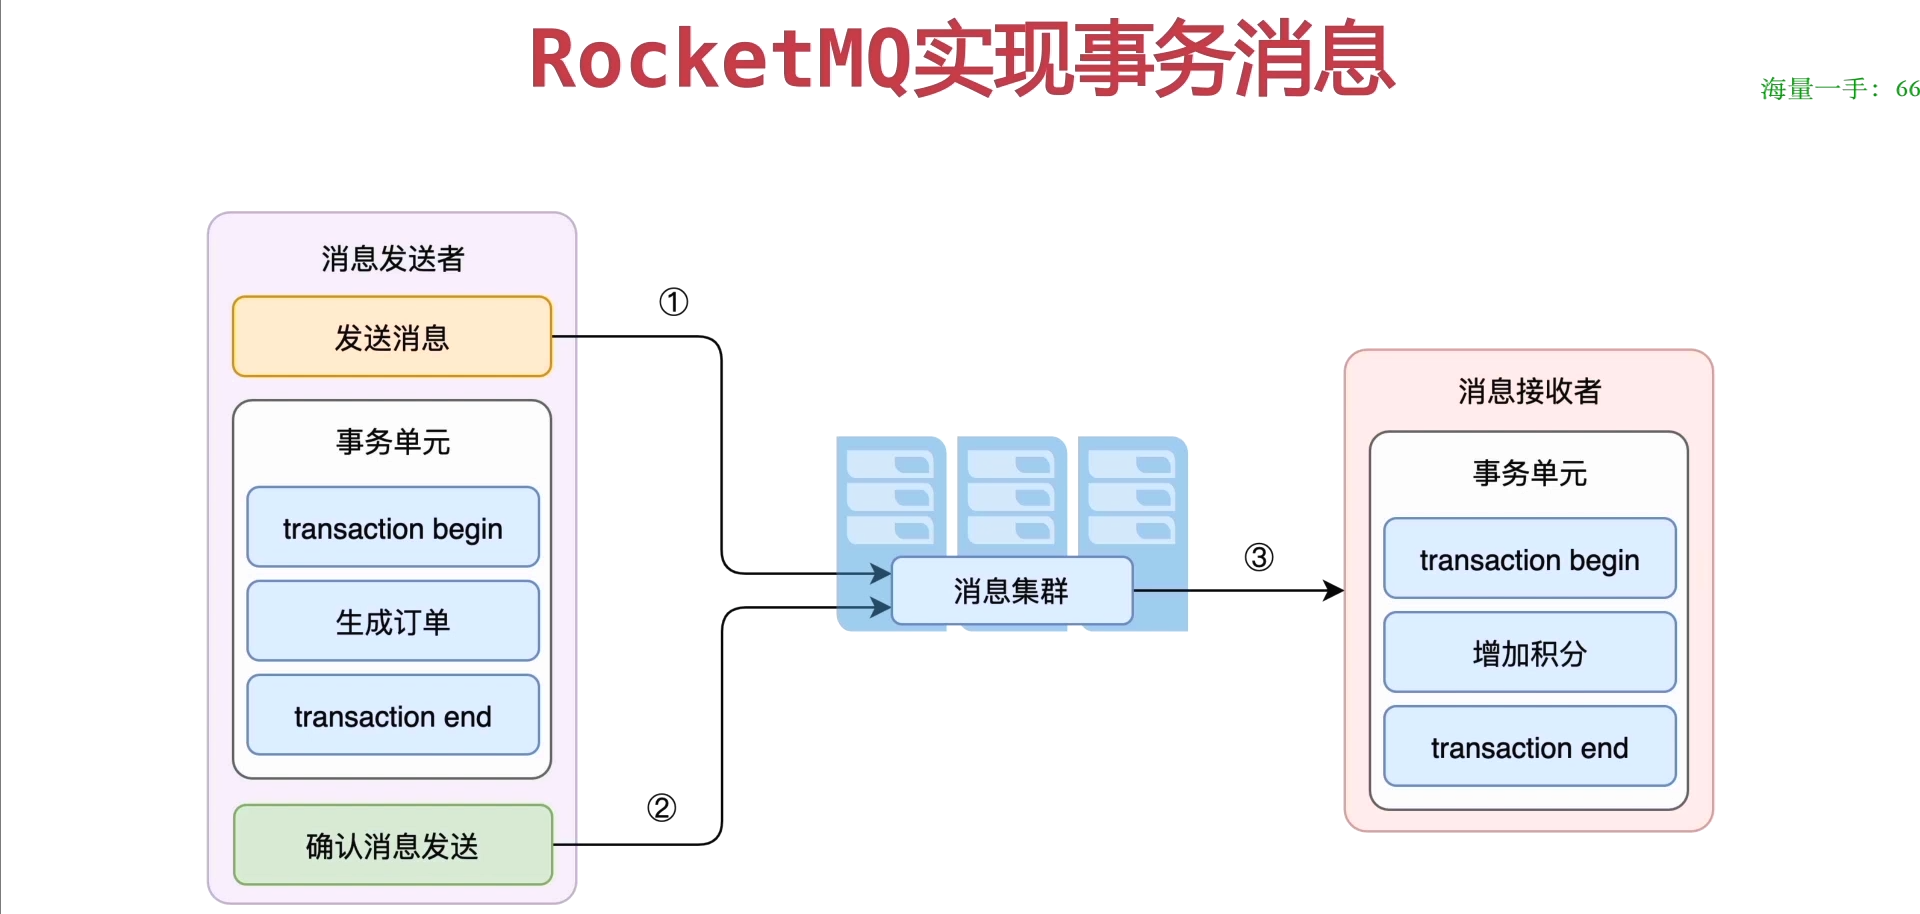 RocketMQ实现事务消息
海量一手: 66
消息发送者
发送消息
事务单元
transaction begin
生成订单
transaction end
确认消息发送
①
②
消息集群
③
消息接收者
事务单元
transaction begin
增加积分
transaction end